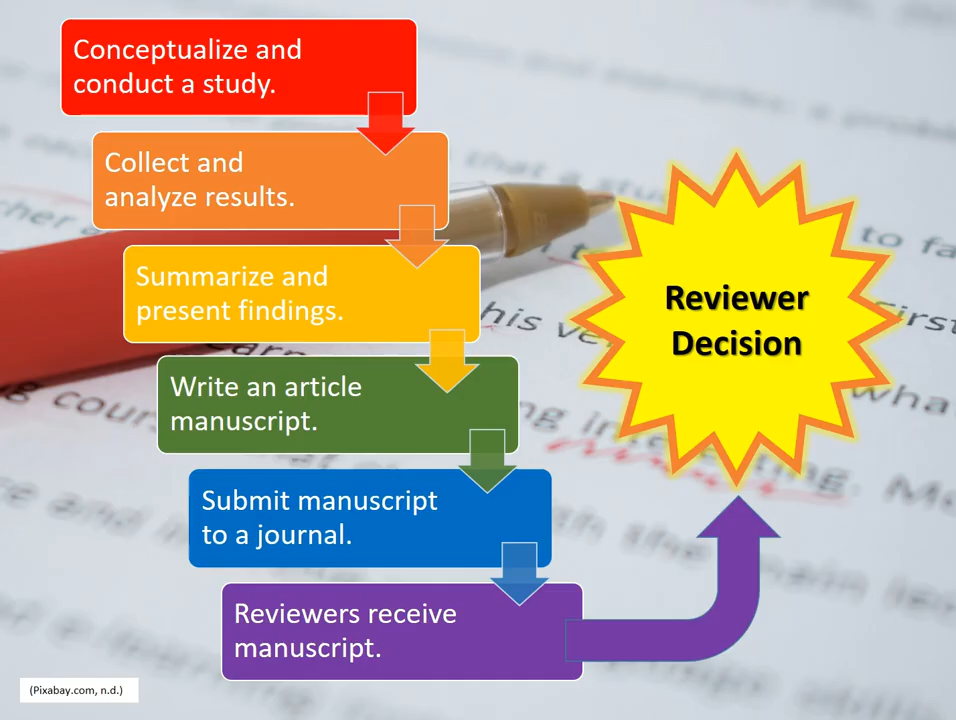 Conceptualize and
conduct a study.
Collect and
analyze results.
Summarize and
present findings.
Write an article
manuscript.
Submit manuscript
to a journal.
Reviewers receive
manuscript.
Reviewer
Decision
(Pixabay.com, n.d.)